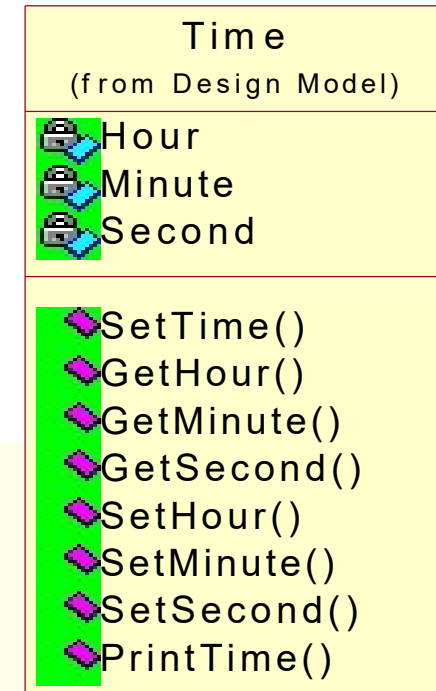 Time
(from Design Model)
Hour
Minute
Second
SetTime()
GetHour()
GetMinute()
GetSecond()
SetHour()
SetMinute()
SetSecond()
PrintTime()